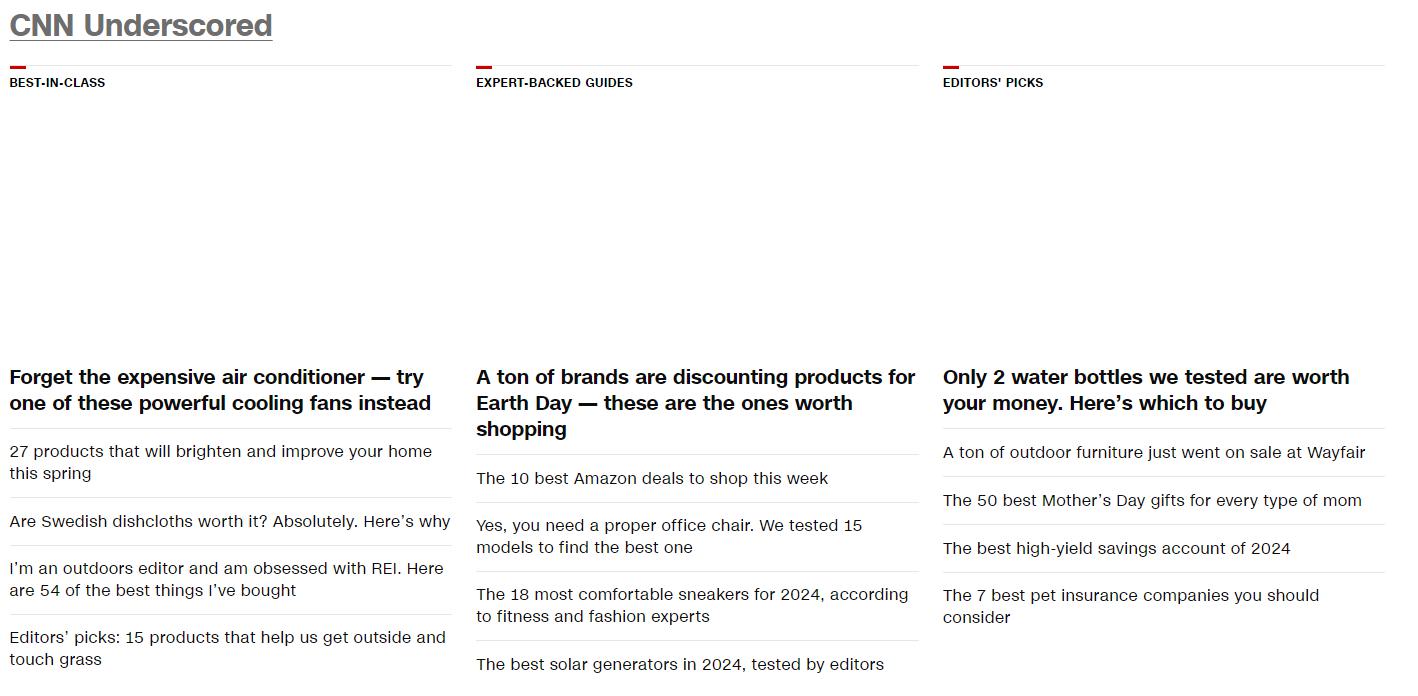 CNN Underscored
BEST-IN-CLASS
Forget the expensive air conditioner — try
one of these powerful cooling fans instead
27 products that will brighten and improve your home
this spring
Are Swedish dishcloths worth it? Absolutely. Here’s why
I’m an outdoors editor and am obsessed with REI. Here
are 54 of the best things I’ve bought
Editors’ picks: 15 products that help us get outside and
touch grass
EXPERT-BACKED GUIDES
A ton of brands are discounting products for
Earth Day — these are the ones worth
shopping
The 10 best Amazon deals to shop this week
Yes, you need a proper office chair. We tested 15
models to find the best one
The 18 most comfortable sneakers for 2024, according
to fitness and fashion experts
The best solar generators in 2024, tested by editors
EDITORS' PICKS
Only 2 water bottles we tested are worth
your money. Here’s which to buy
A ton of outdoor furniture just went on sale at Wayfair
The 50 best Mother’s Day gifts for every type of mom
The best high-yield savings account of 2024
The 7 best pet insurance companies you should
consider